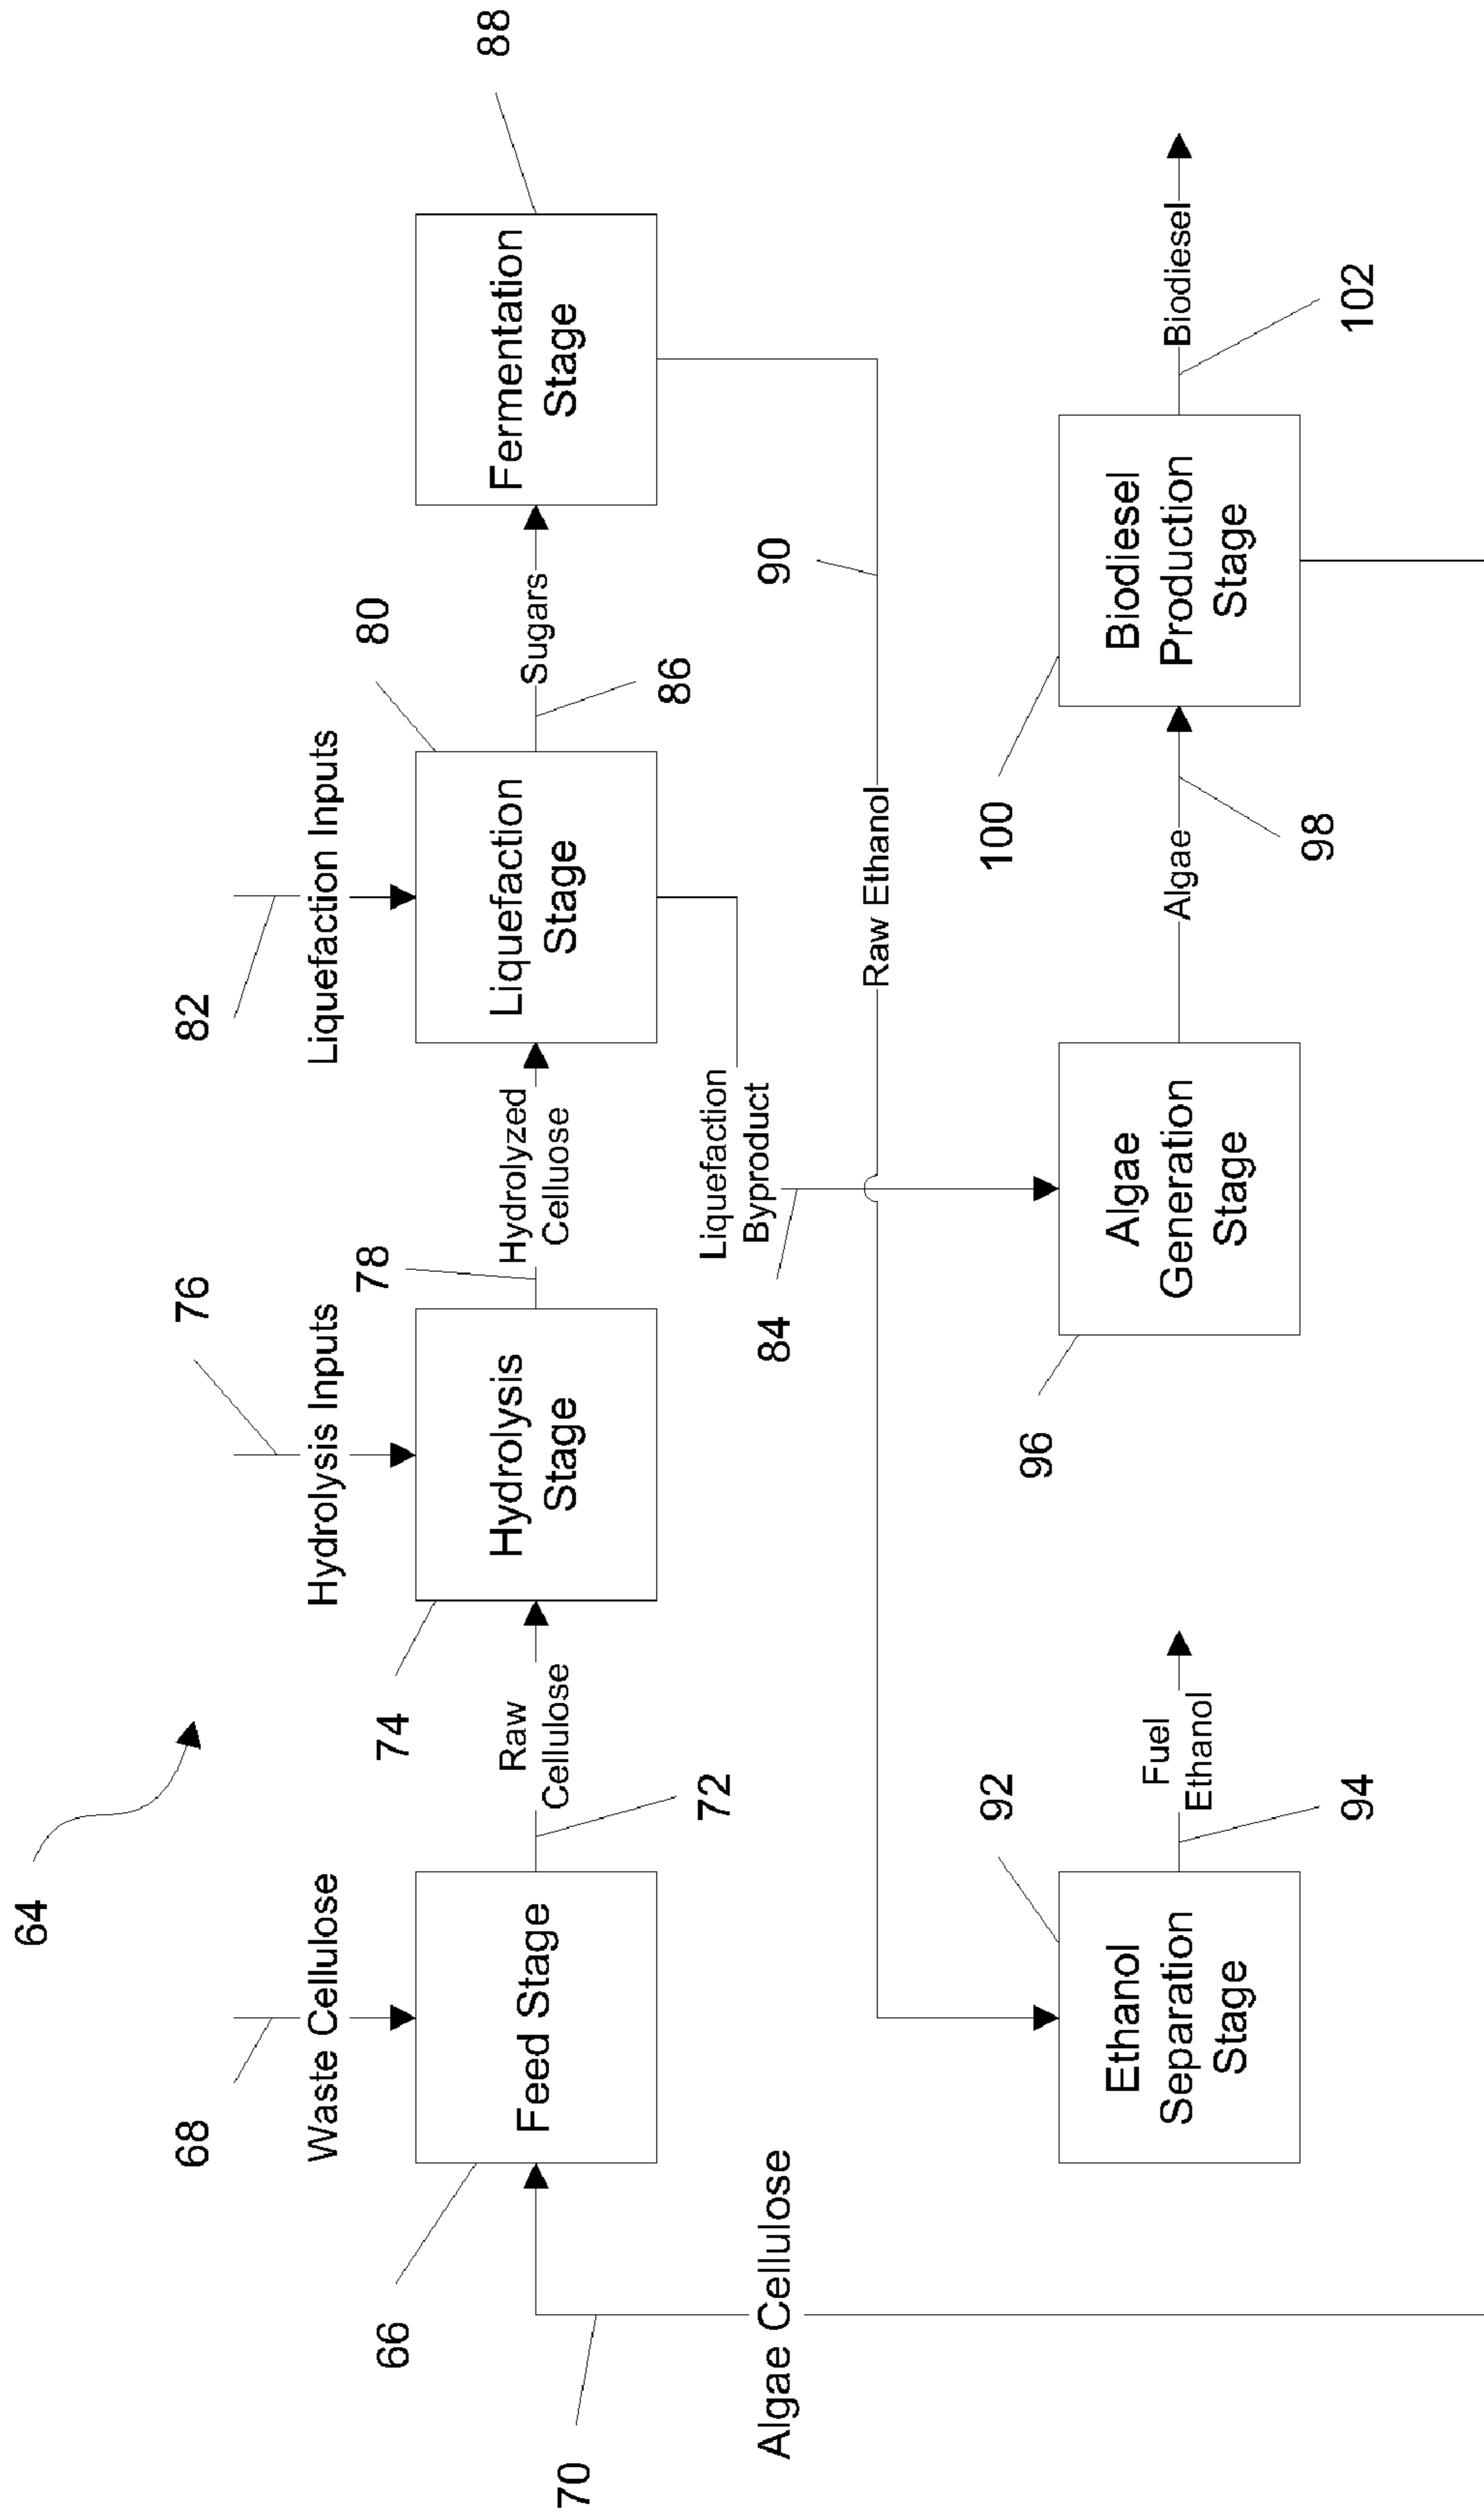 64
68
76
82
Waste Cellulose
Hydrolysis Inputs
Liquefaction Inputs
66
74
78
80
88
Feed Stage
Raw
Cellulose
Hydrolysis
Stage
Hydrolyzed
Celluose
Liquefaction
Stage
Sugars
Fermentation
Stage
70
72
86
Algae Cellulose
84
Liquefaction
Byproduct
90
Raw Ethanol
92
96
100
Ethanol
Separation
Stage
Fuel
Ethanol
Algae
Generation
Stage
Algae
Biodiesel
Production
Stage
Biodiesel
94
98
102